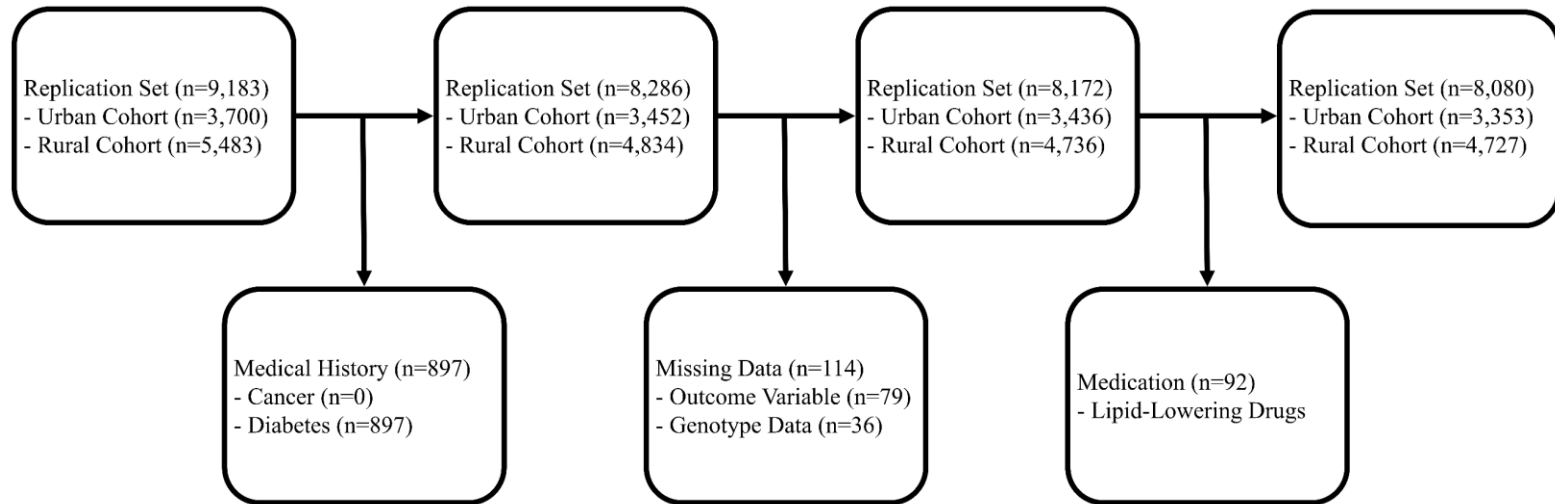 Replication Set (n=9,183)
- Urban Cohort (n=3,700)
- Rural Cohort (n=5,483)
Replication Set (n=8,286)
- Urban Cohort (n=3,452)
- Rural Cohort (n=4,834)
Replication Set (n=8,172)
- Urban Cohort (n=3,436)
- Rural Cohort (n=4,736)
Replication Set (n=8,080)
- Urban Cohort (n=3,353)
- Rural Cohort (n=4,727)
Medical History (n=897)
- Cancer (n=0)
- Diabetes (n=897)
Missing Data (n=114)
- Outcome Variable (n=79)
- Genotype Data (n=36)
Medication (n=92)
- Lipid-Lowering Drugs